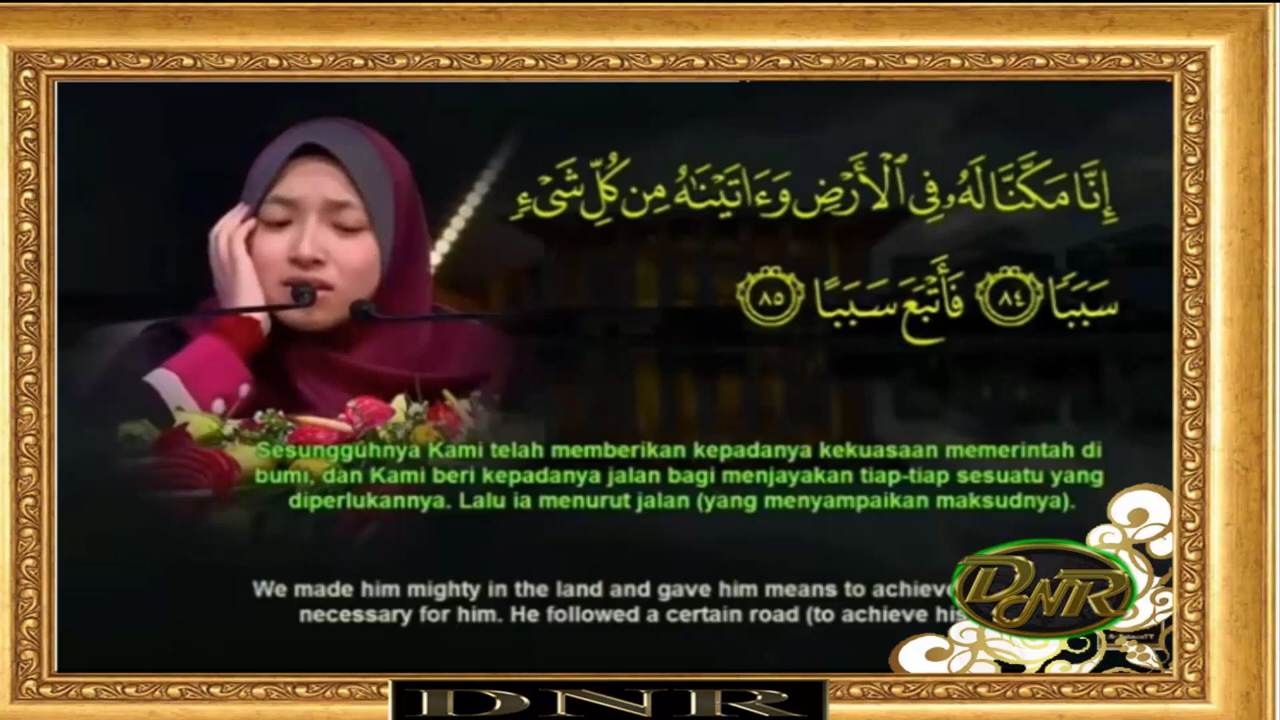 إِنَّا مَكَّنَّا لَهُۥ فِى ٱلْأَرْضِ وَءَاتَيْنَٰهُ مِن كُلِّ شَىْءٍ
سَبَبًا ٨٤ فَأَتْبَعَ سَبَبًا ٨٥
Sesungguhnya Kami telah memberikan kepadanya kekuasaan memerintah di
bumi, dan Kami beri kepadanya jalan bagi menjayakan tiap-tiap sesuatu yang
diperlukannya. Lalu ia menurut jalan (yang menyampaikan maksudnya).
We made him mighty in the land and gave him means to achieve
necessary for him. He followed a certain road (to achieve his
DNR
DNR